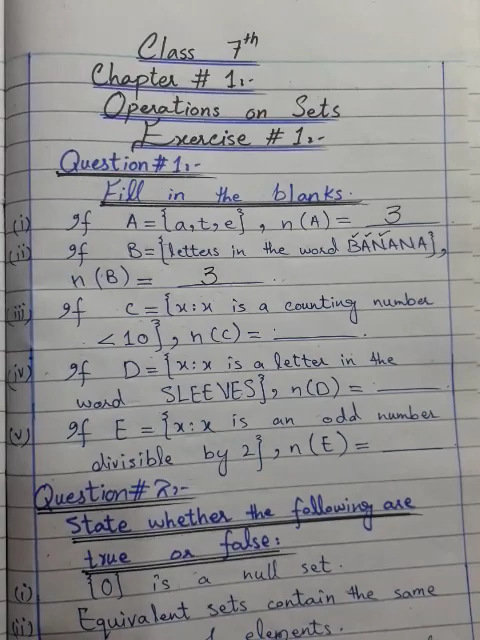 Class 7th
Chapter # 1:-
Operations on Sets
Exercise # 1:-
Question # 1:-
Fill in the blanks.
(i) If A = {a,t,e}, n(A) = 3
(ii) If B = {letters in the word BANANA},
n(B) = 3
(iii) If C = {x:x is a counting number
<10}, n(C) = ______.
(iv) If D = {x:x is a letter in the
word SLEEVES}, n(D) = ______
(v) If E = {x:x is an odd number
divisible by 2}, n(E) = ______
Question # 2:-
State whether the following are
true or false:
(i) {0} is a null set.
(ii) Equivalent sets contain the same
elements.